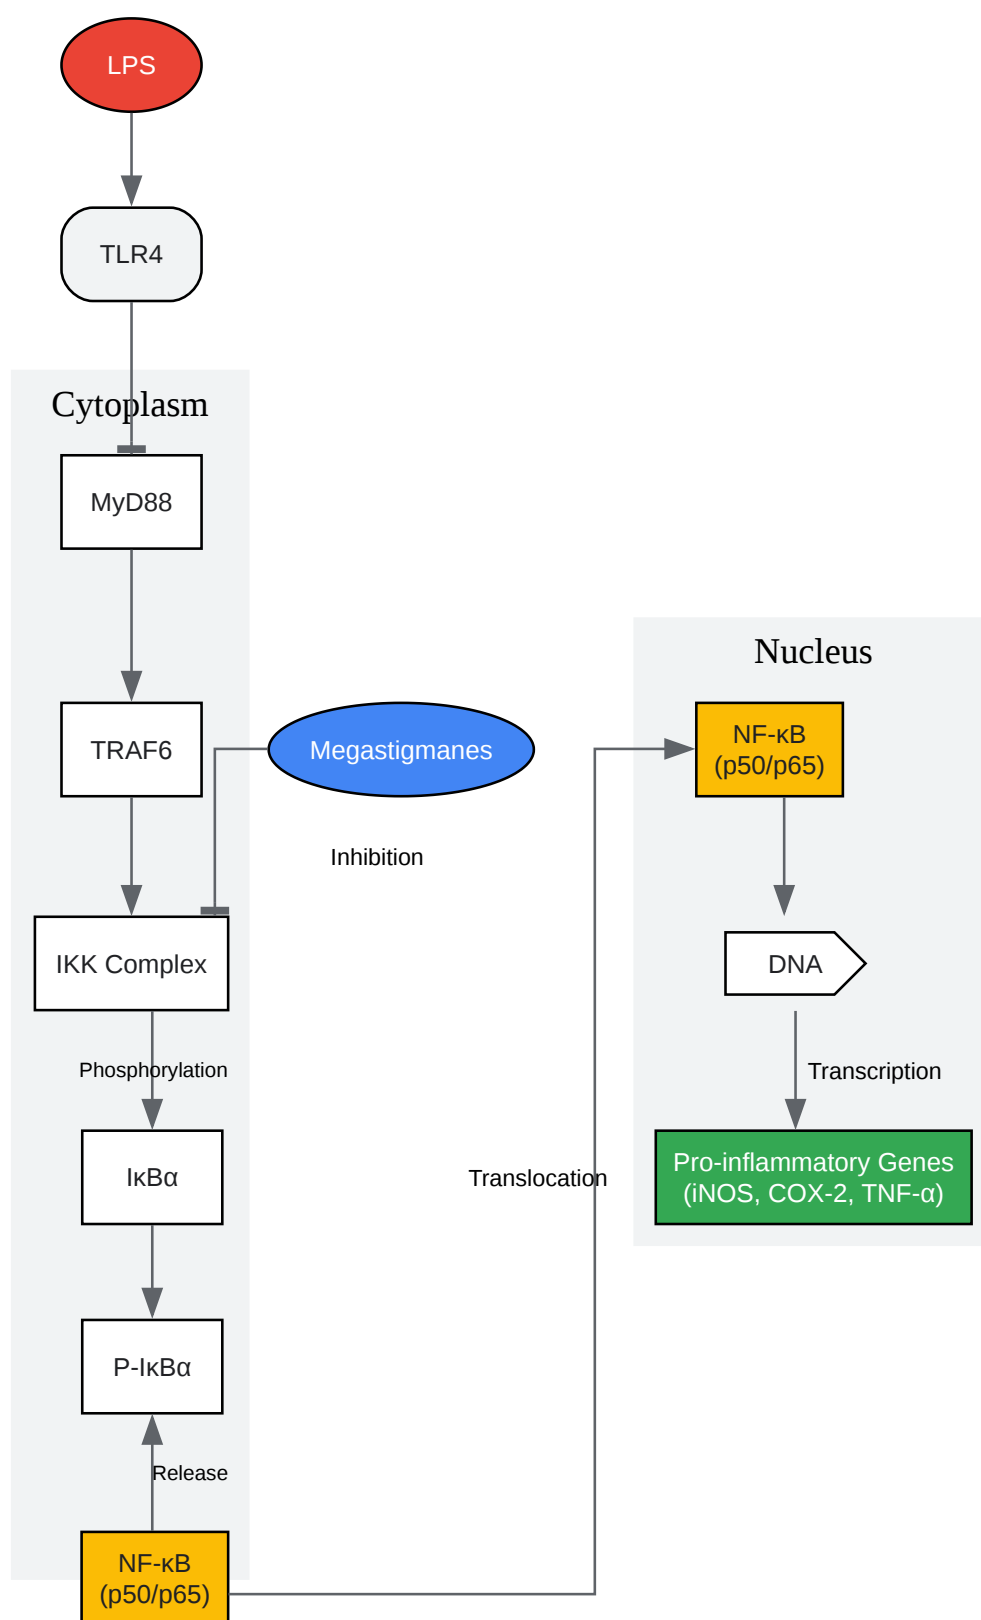 LPS
TLR4
Cytoplasm
MyD88
TRAF6
Megastigmanes
Inhibition
IKK Complex
Phosphorylation
IκBα
P-IκBα
Release
NF-κB
(p50/p65)
Translocation
Nucleus
NF-κB
(p50/p65)
DNA
Transcription
Pro-inflammatory Genes
(iNOS, COX-2, TNF-α)